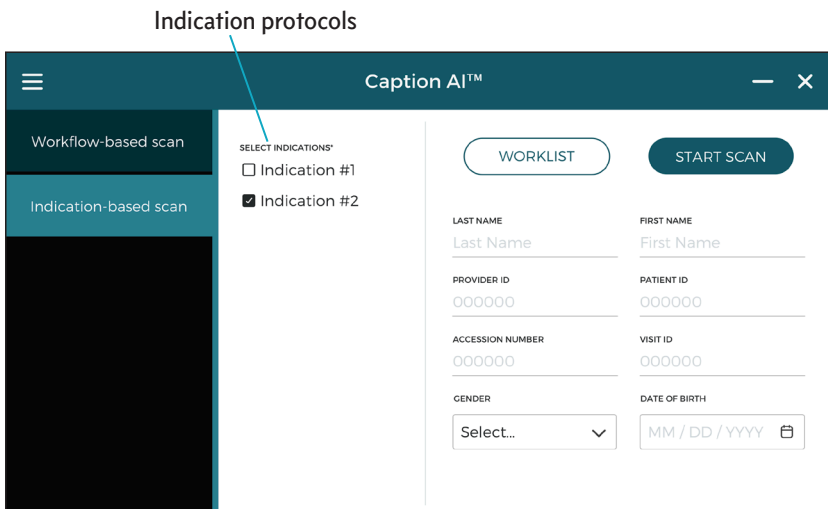 Indication protocols
Caption AI™
Workflow-based scan
Indication-based scan
SELECT INDICATIONS*
Indication #1
Indication #2
WORKLIST
START SCAN
LAST NAME
FIRST NAME
Last Name
First Name
PROVIDER ID
PATIENT ID
000000
000000
ACCESSION NUMBER
VISIT ID
000000
000000
GENDER
DATE OF BIRTH
Select...
MM / DD / YYYY